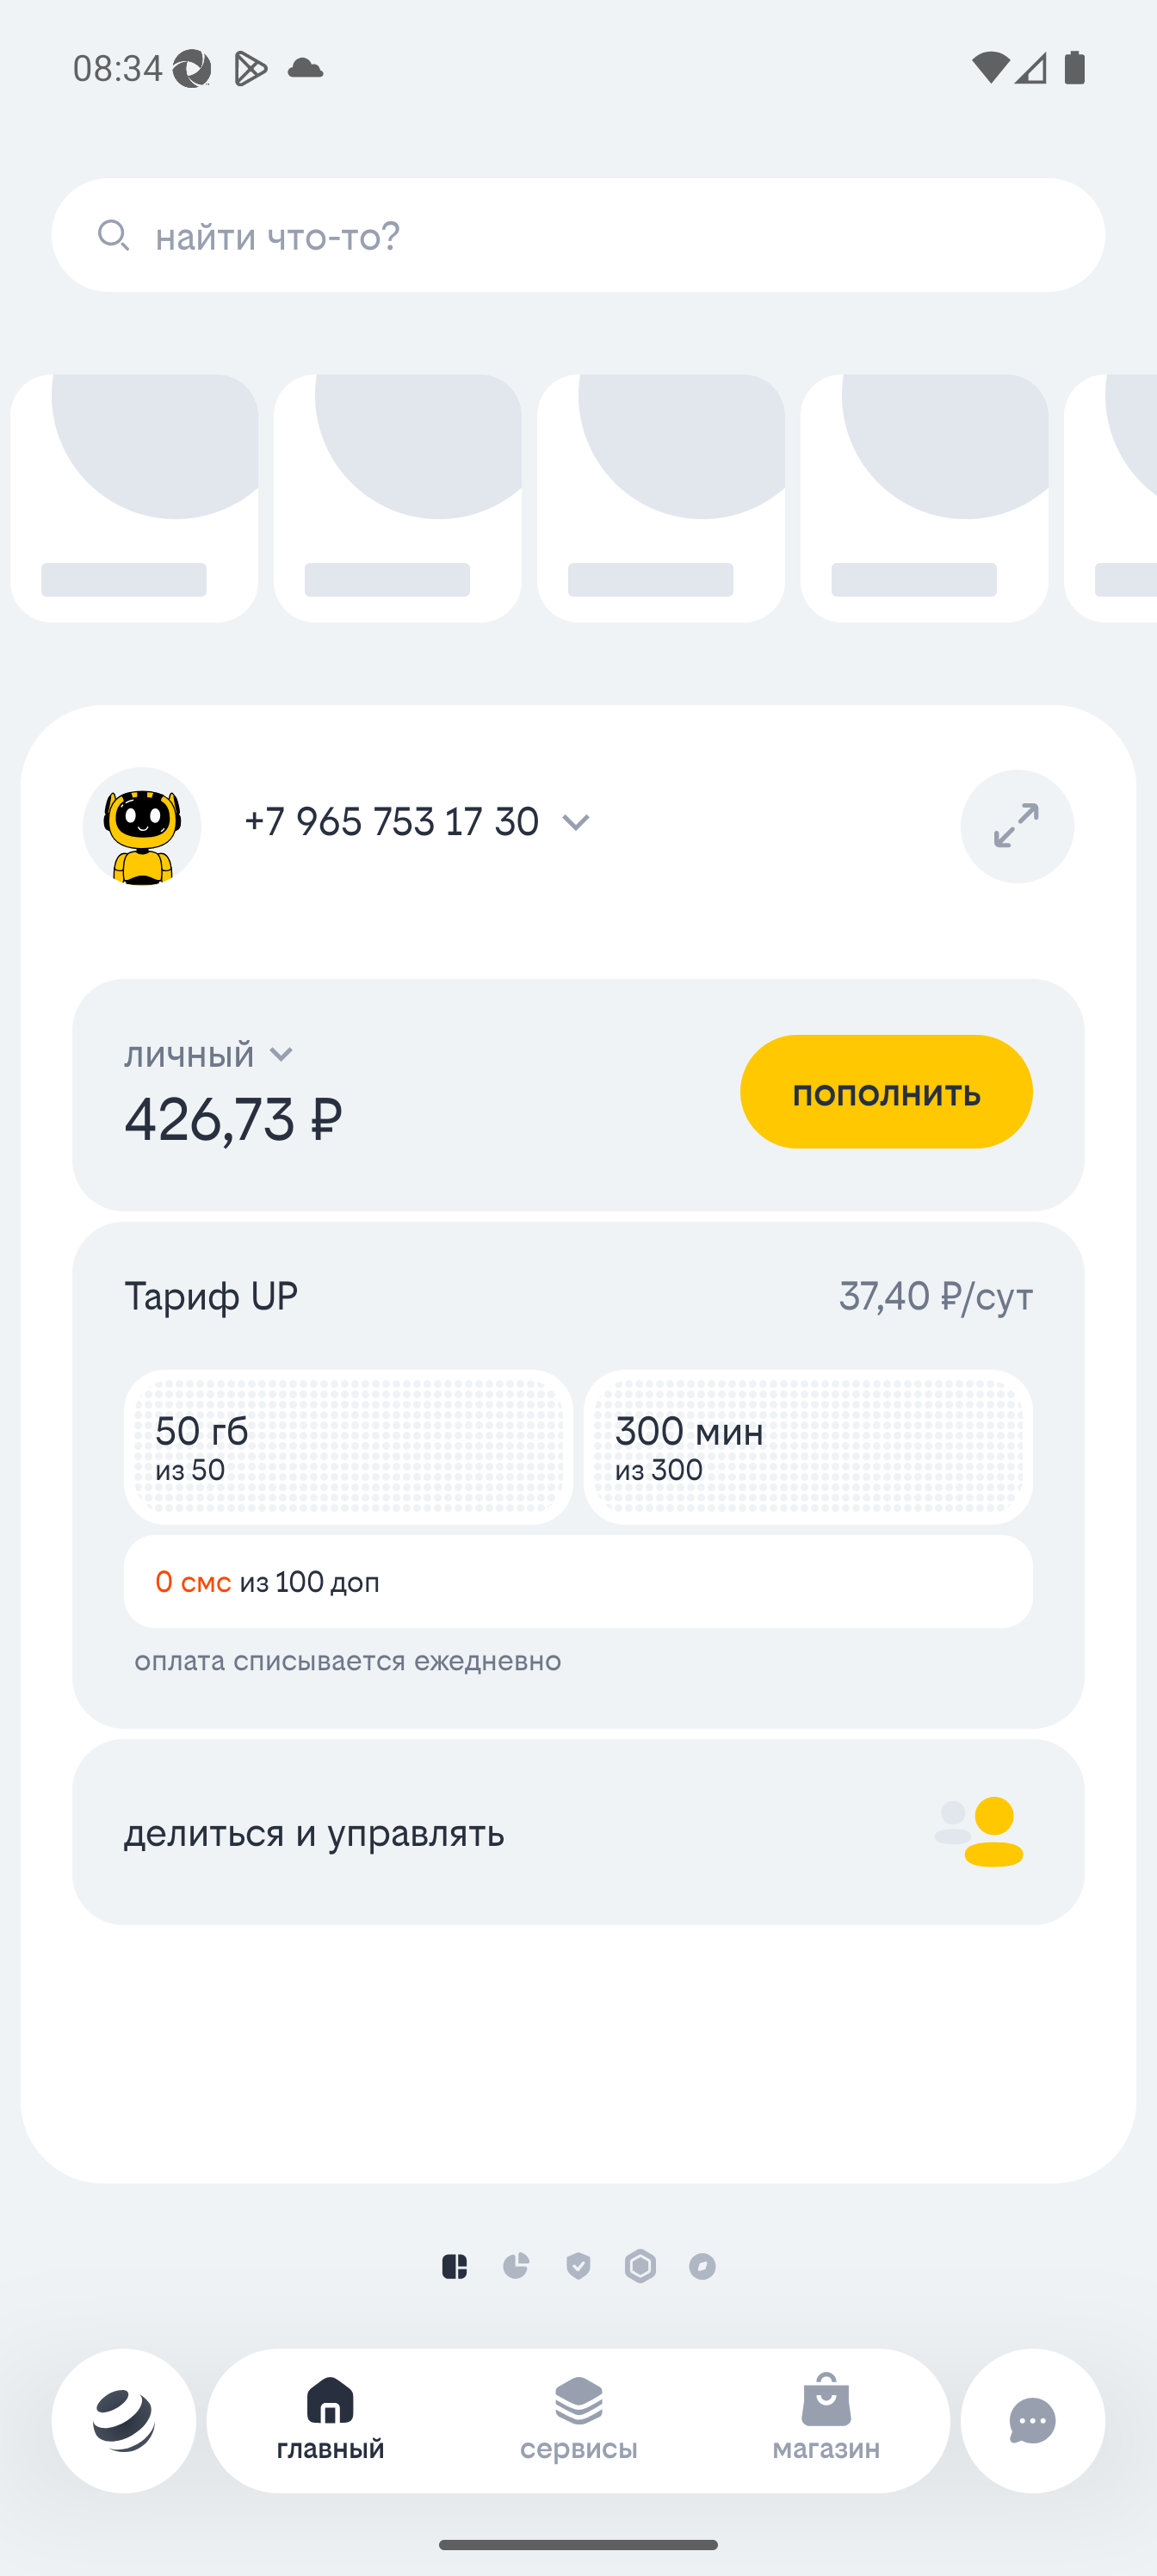 08:34
найти что-то?
+7 965 753 17 30
личный
426,73 ₽
пополнить
Тариф UP
37,40 ₽/сут
50 гб
из 50
300 мин
из 300
0 смс из 100 доп
оплата списывается ежедневно
делиться и управлять
главный
сервисы
магазин